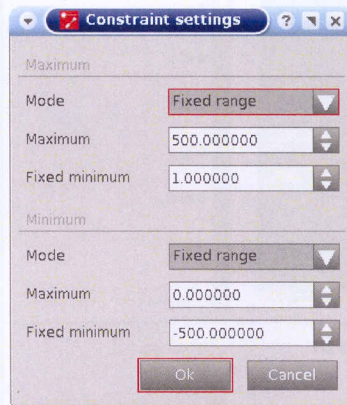 Constraint settings
Maximum
Mode Fixed range
Maximum 500.000000
Fixed minimum 1.000000
Minimum
Mode Fixed range
Maximum 0.000000
Fixed minimum -500.000000
Ok Cancel